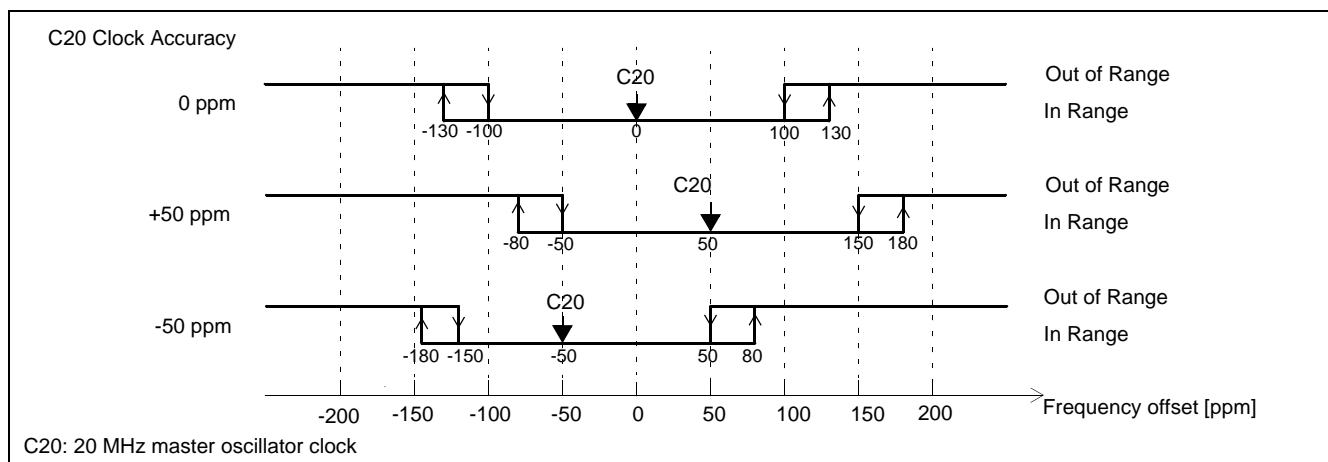 C20 Clock Accuracy
C20
Out of Range
0 ppm
In Range
-130 -100 0 100 130
C20
Out of Range
+50 ppm
In Range
-80 -50 50 150 180
C20
Out of Range
-50 ppm
In Range
-180 -150 -50 50 80
-200 -150 -100 -50 0 50 100 150 200
Frequency offset [ppm]
C20: 20 MHz master oscillator clock